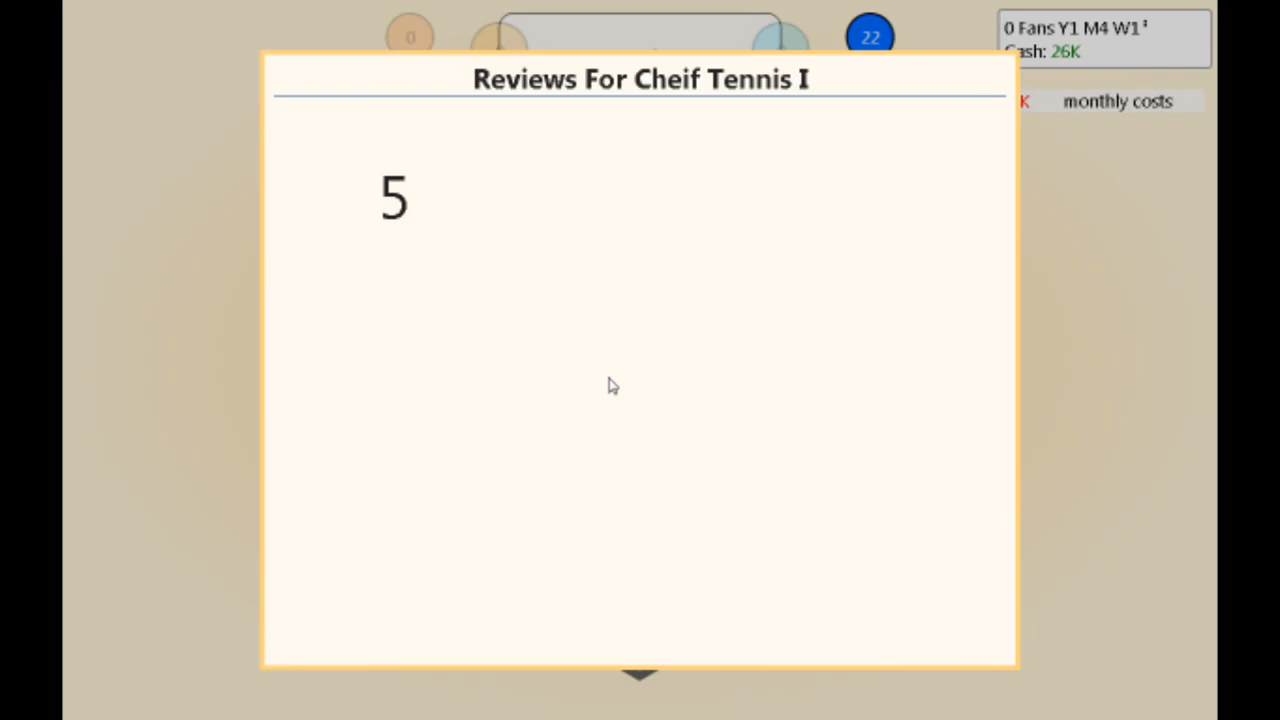 0
22
0 Fans Y1 M4 W1
Cash: 26K
Reviews For Cheif Tennis I
K monthly costs
5